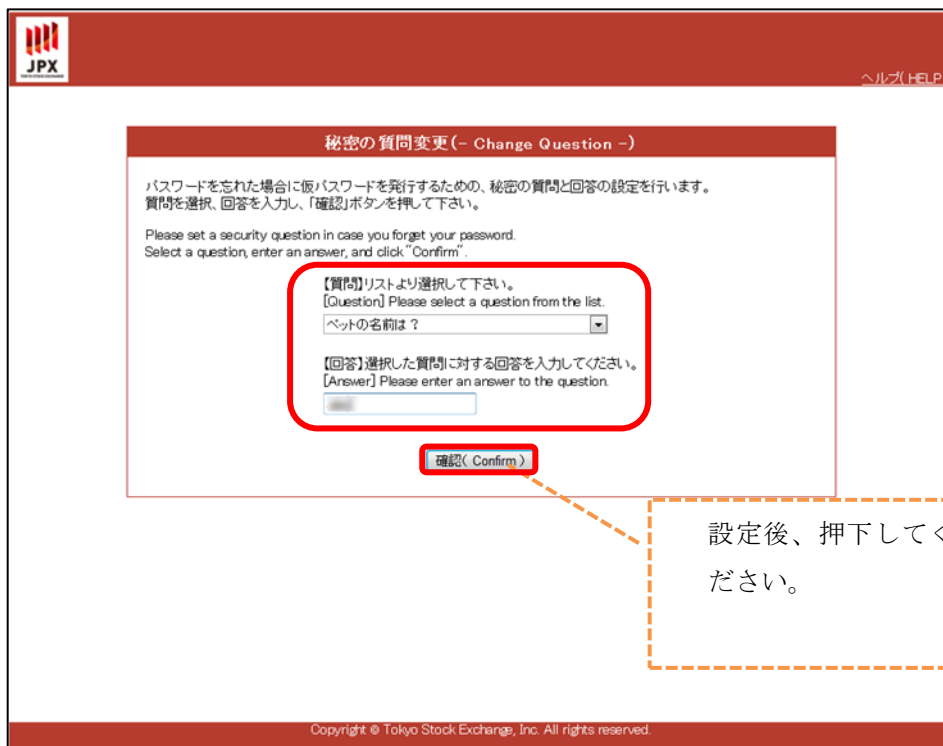 JPX
TOKYO STOCK EXCHANGE
ヘルプ( HELP
秘密の質問変更(- Change Question -)
パスワードを忘れた場合に仮パスワードを発行するための、秘密の質問と回答の設定を行います。
質問を選択、回答を入力し、「確認」ボタンを押して下さい。
Please set a security question in case you forget your password.
Select a question, enter an answer, and click "Confirm".
【質問】リストより選択して下さい。
[Question] Please select a question from the list.
ペットの名前は？
【回答】選択した質問に対する回答を入力してください。
[Answer] Please enter an answer to the question.
確認( Confirm )
設定後、押下してく
ださい。
Copyright © Tokyo Stock Exchange, Inc. All rights reserved.